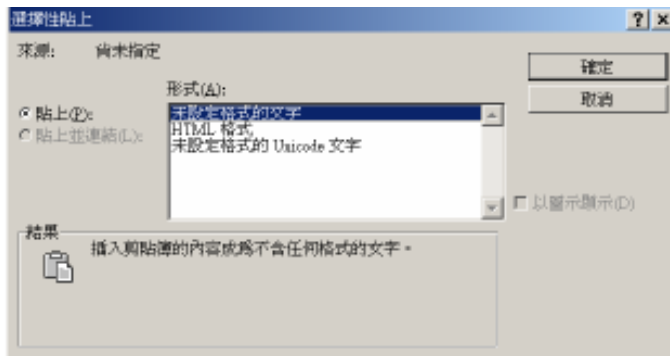 選擇性貼上
來源: 尚未指定
確定
取消
形式(A):
貼上(P):
貼上並連結(L):
未設定格式的文字
HTML 格式
未設定格式的 Unicode 文字
以圖示顯示(D)
結果
插入剪貼簿的內容成為不含任何格式的文字。